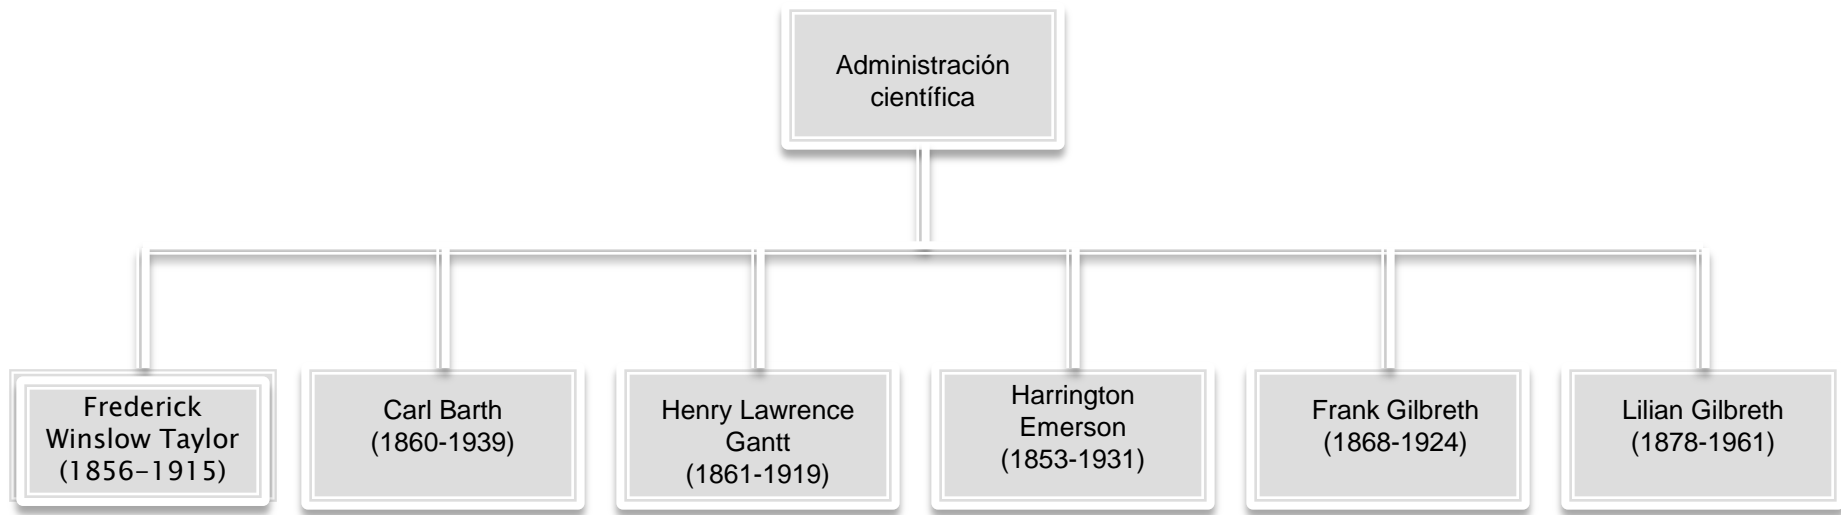 Administración
científica
Frederick
Winslow Taylor
(1856-1915)
Carl Barth
(1860-1939)
Henry Lawrence
Gantt
(1861-1919)
Harrington
Emerson
(1853-1931)
Frank Gilbreth
(1868-1924)
Lilian Gilbreth
(1878-1961)